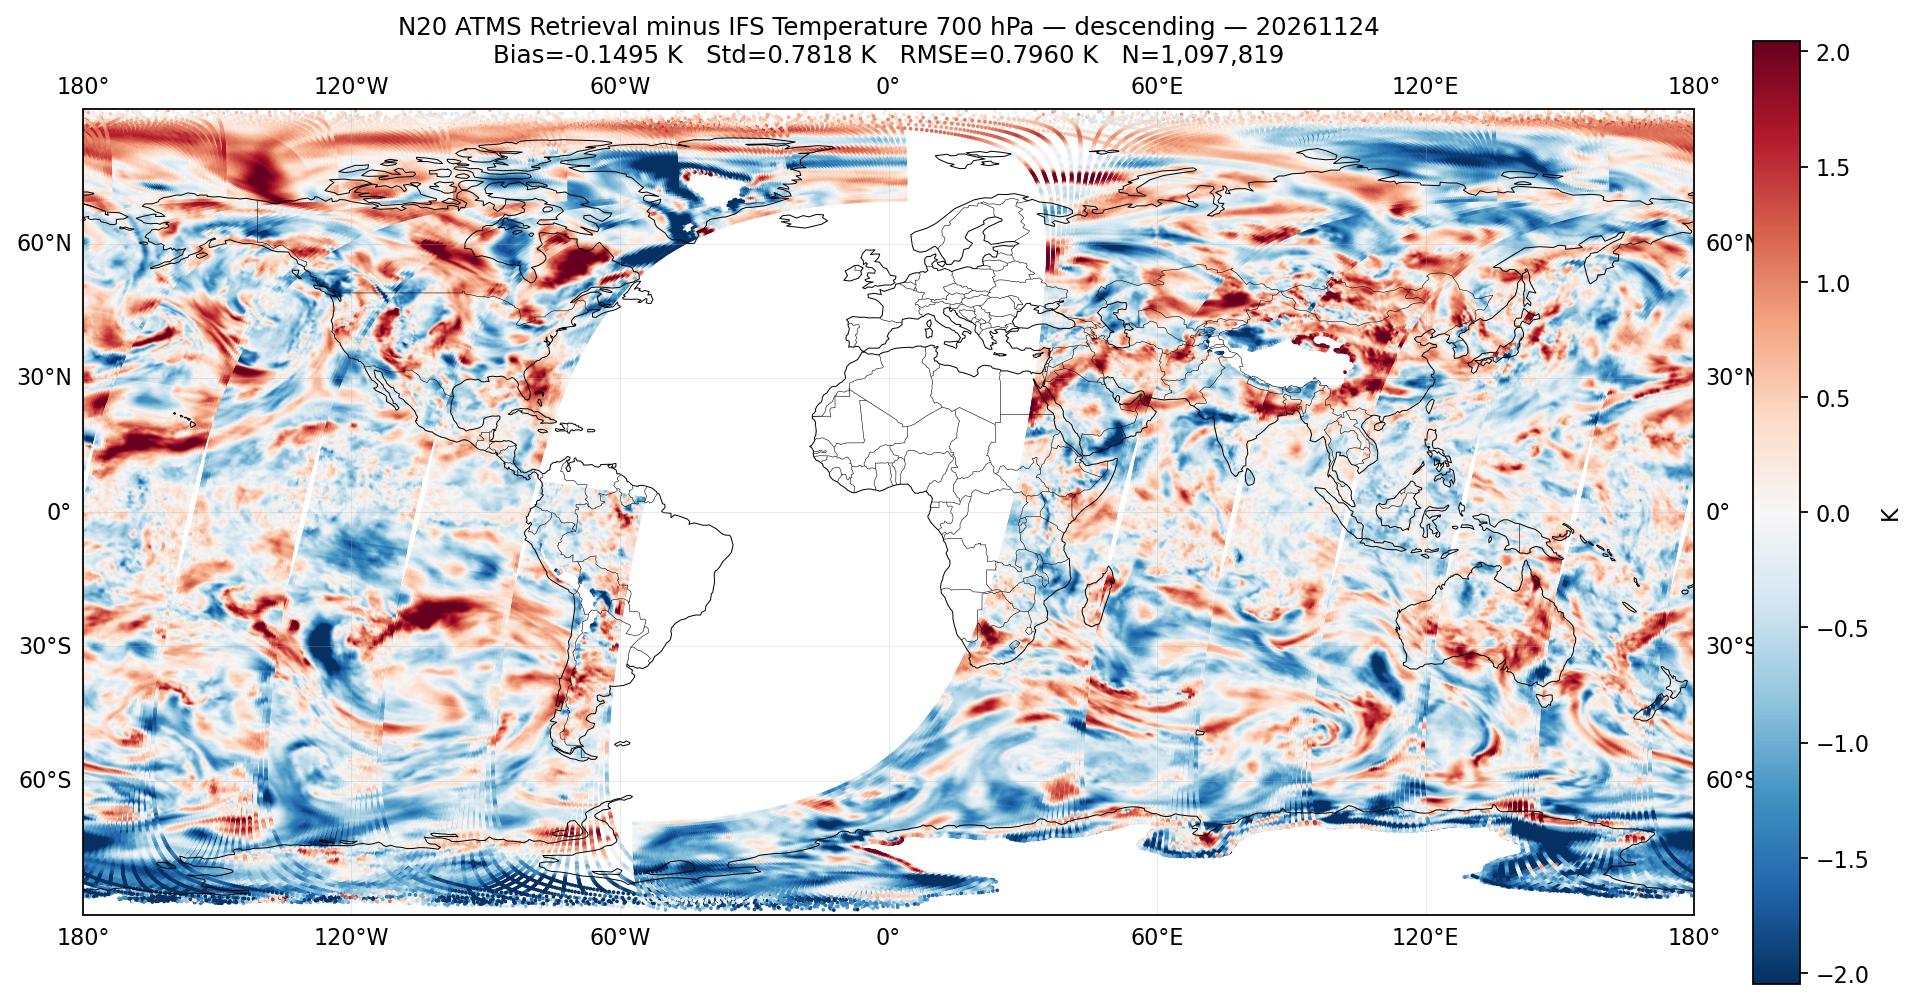 N20 ATMS Retrieval minus IFS Temperature 700 hPa — descending — 20261124
Bias=-0.1495 K   Std=0.7818 K   RMSE=0.7960 K   N=1,097,819
180° 120°W 60°W 0° 60°E 120°E 180°
60°N 60°N
30°N 30°N
0° 0°
30°S 30°S
60°S 60°S
180° 120°W 60°W 0° 60°E 120°E 180°
2.0
1.5
1.0
0.5
0.0
−0.5
−1.0
−1.5
−2.0
K